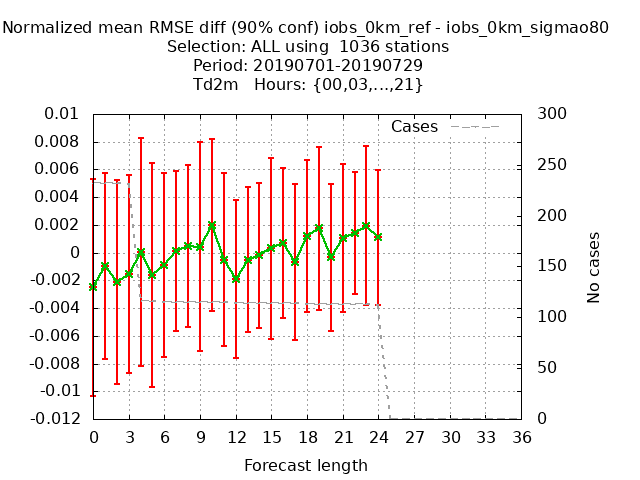 Normalized mean RMSE diff (90% conf) iobs_0km_ref - iobs_0km_sigmao80
Selection: ALL using  1036 stations
Period: 20190701-20190729
Td2m   Hours: {00,03,...,21}
Cases
0.01
0.008
0.006
0.004
0.002
0
-0.002
-0.004
-0.006
-0.008
-0.01
-0.012
300
250
200
150
100
50
0
No cases
0 3 6 9 12 15 18 21 24 27 30 33 36
Forecast length